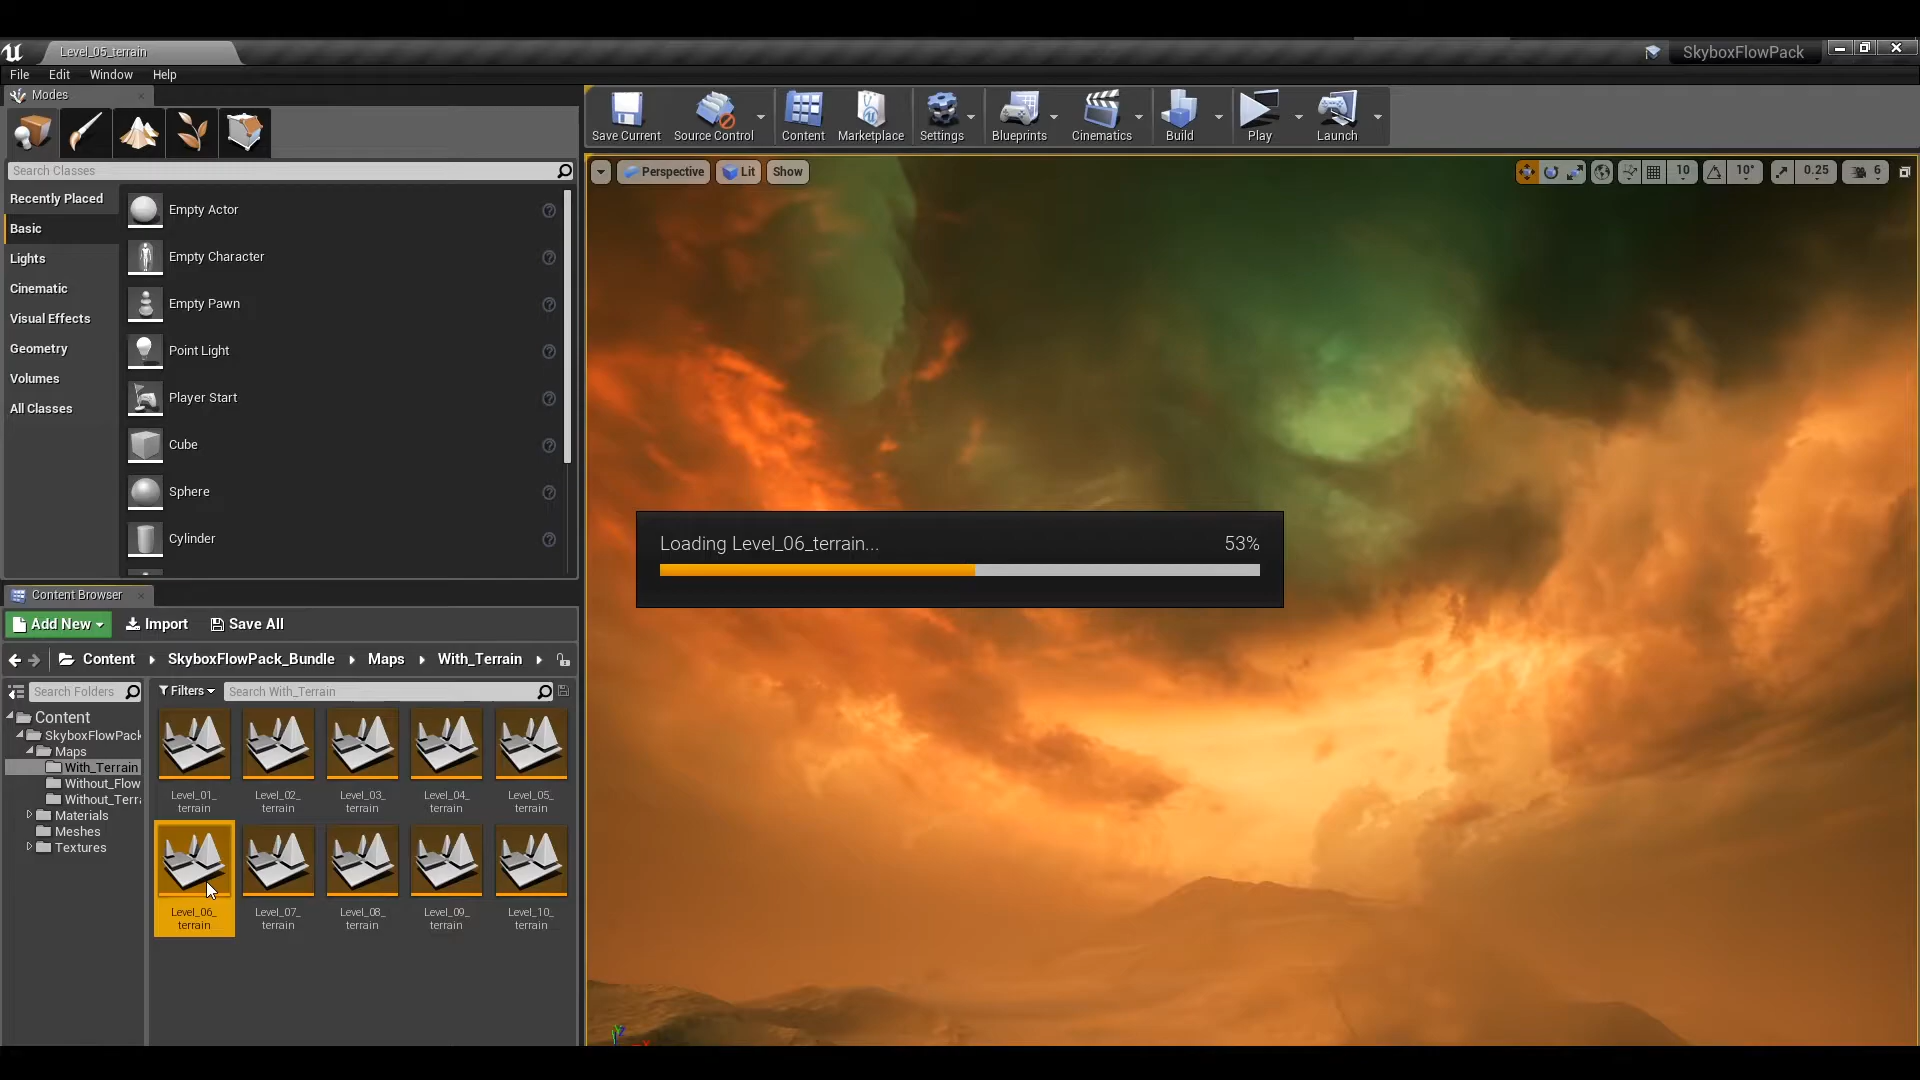 Level_05_terrain
SkyboxFlowPack
File Edit Window Help
Modes
Save Current Source Control Content Marketplace Settings Blueprints Cinematics Build Play Launch
Search Classes
Perspective Lit Show 10 10° 0.25 6
Recently Placed
Basic
Lights
Cinematic
Visual Effects
Geometry
Volumes
All Classes
Empty Actor
Empty Character
Empty Pawn
Point Light
Player Start
Cube
Sphere
Cylinder
Loading Level_06_terrain... 53%
Content Browser
Add New Import Save All
Content SkyboxFlowPack_Bundle Maps With_Terrain
Search Folders Filters Search With_Terrain
Content
SkyboxFlowPack
Maps
With_Terrain
Without_Flow
Without_Terra
Materials
Meshes
Textures
Level_01_ Level_02_ Level_03_ Level_04_ Level_05_
terrain terrain terrain terrain terrain
Level_06_ Level_07_ Level_08_ Level_09_ Level_10_
terrain terrain terrain terrain terrain